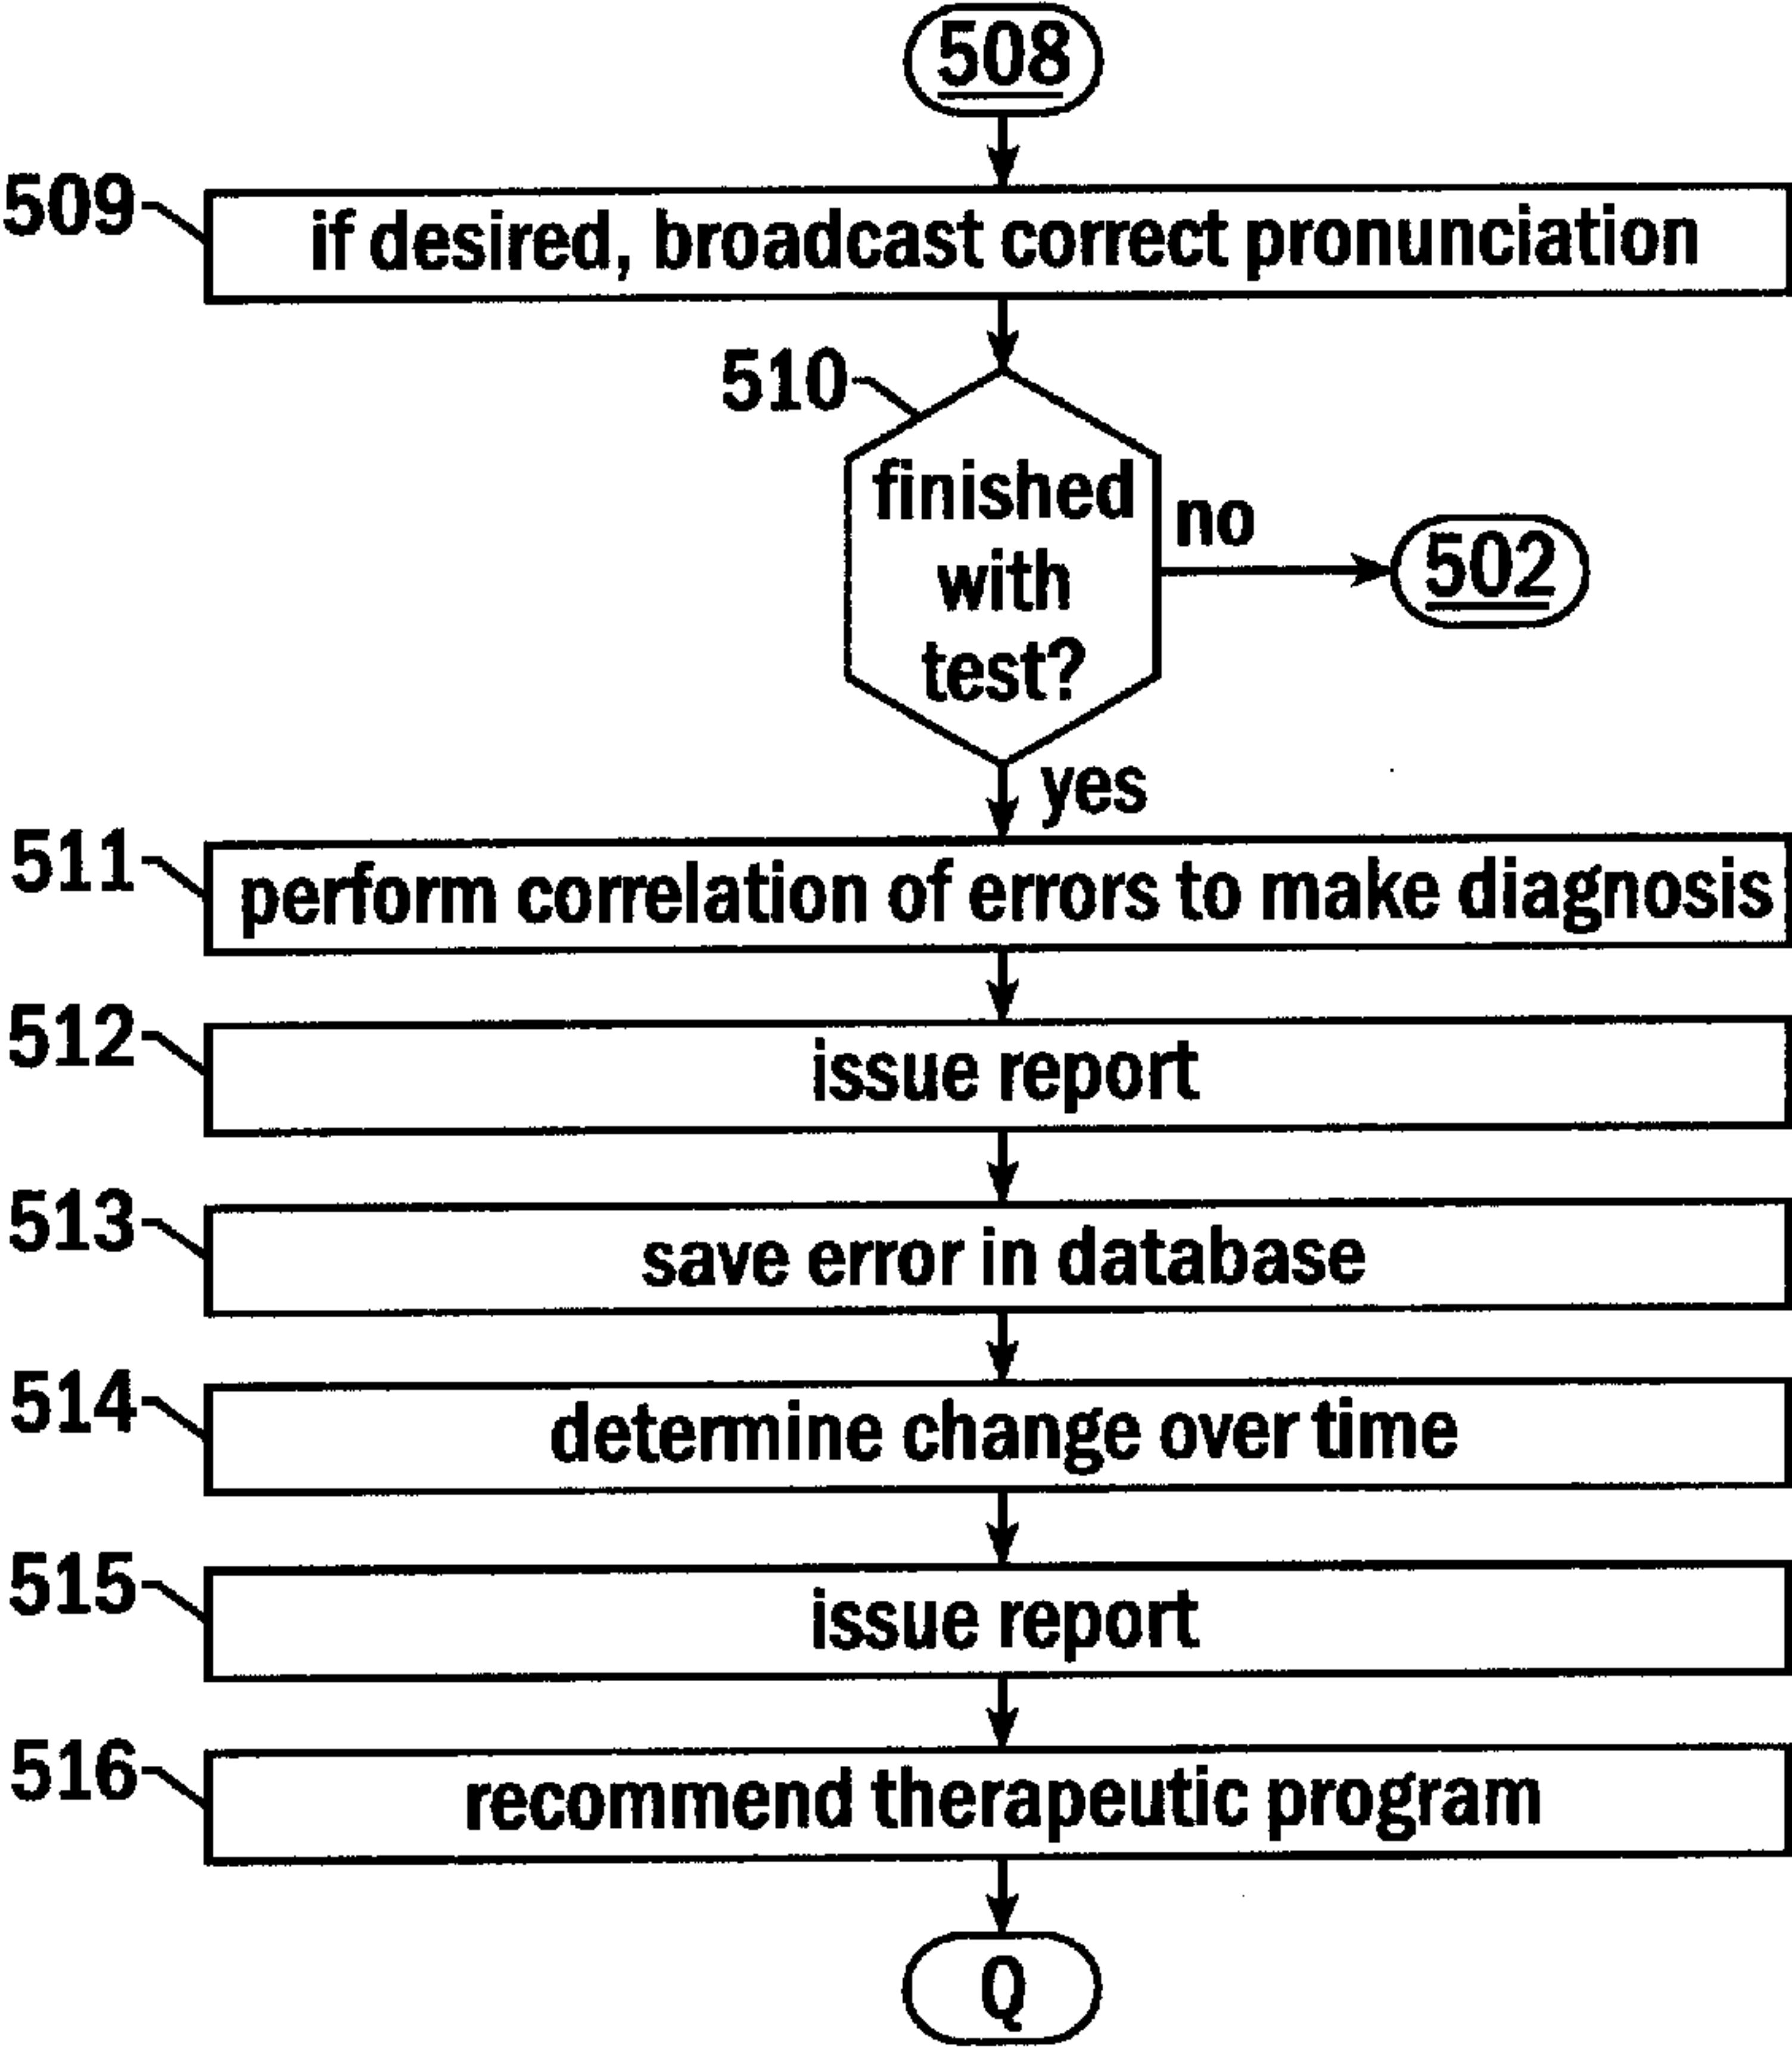 508
509
if desired, broadcast correct pronunciation
510
finished
with
test?
no
502
yes
511
perform correlation of errors to make diagnosis
512
issue report
513
save error in database
514
determine change over time
515
issue report
516
recommend therapeutic program
Q